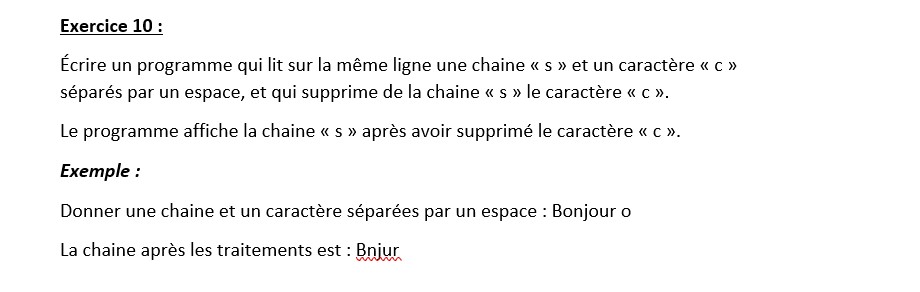 Exercice 10 :
Écrire un programme qui lit sur la même ligne une chaine « s » et un caractère « c »
séparés par un espace, et qui supprime de la chaine « s » le caractère « c ».
Le programme affiche la chaine « s » après avoir supprimé le caractère « c ».
Exemple :
Donner une chaine et un caractère séparées par un espace : Bonjour o
La chaine après les traitements est : Bnjur